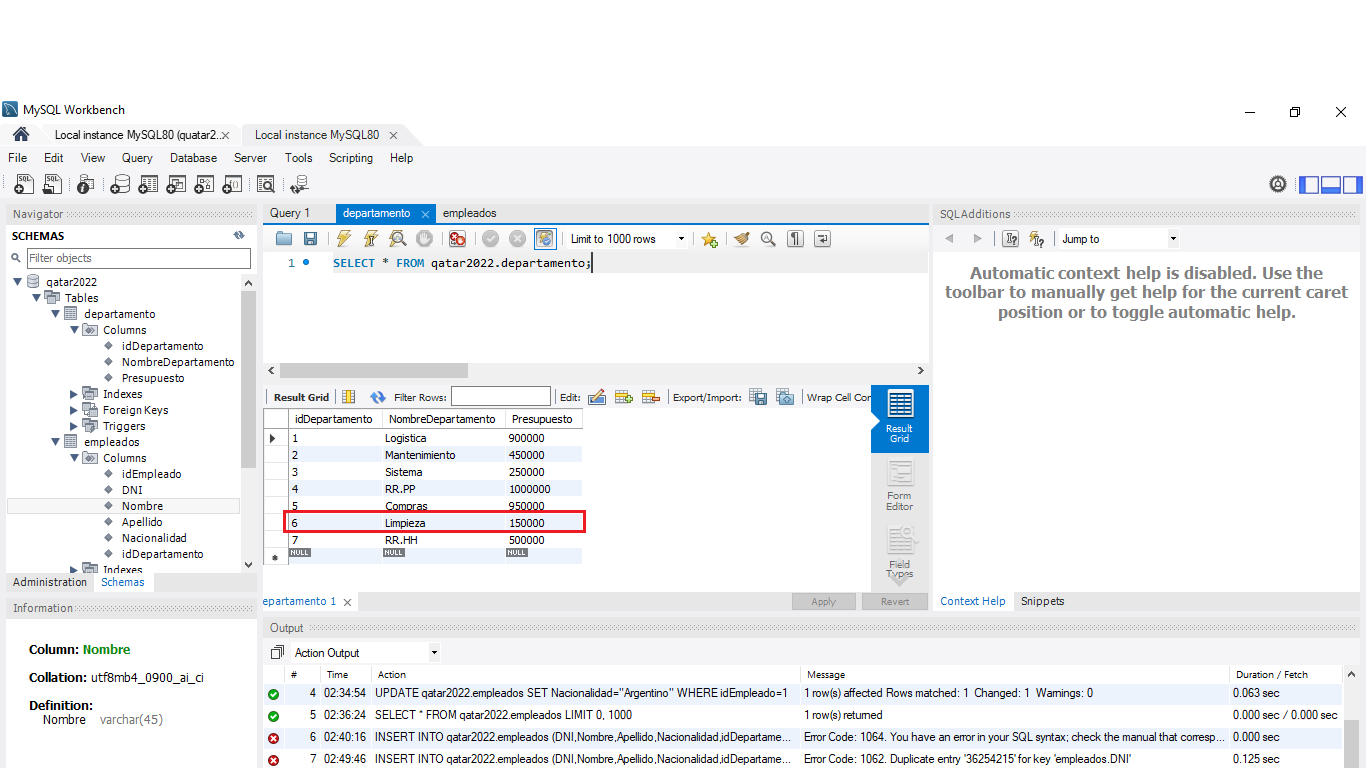 MySQL Workbench
Local instance MySQL80 (quatar2... Local instance MySQL80
File Edit View Query Database Server Tools Scripting Help
Navigator
SCHEMAS
Filter objects
qatar2022
Tables
departamento
Columns
idDepartamento
NombreDepartamento
Presupuesto
Indexes
Foreign Keys
Triggers
empleados
Columns
idEmpleado
DNI
Nombre
Apellido
Nacionalidad
idDepartamento
Indexes
Administration Schemas
Information
Column: Nombre
Collation: utf8mb4_0900_ai_ci
Definition:
Nombre varchar(45)
Query 1 departamento empleados
Limit to 1000 rows
1 SELECT * FROM qatar2022.departamento;
Result Grid Filter Rows: Edit: Export/Import: Wrap Cell Con
idDepartamento NombreDepartamento Presupuesto
1 Logistica 900000
2 Mantenimiento 450000
3 Sistema 250000
4 RR.PP 1000000
5 Compras 950000
6 Limpieza 150000
7 RR.HH 500000
NULL NULL NULL
Result
Grid
Form
Editor
Field
Types
epartamento 1 Apply Revert
SQLAdditions
Jump to
Automatic context help is disabled. Use the
toolbar to manually get help for the current caret
position or to toggle automatic help.
Context Help Snippets
Output
Action Output
# Time Action Message Duration / Fetch
4 02:34:54 UPDATE qatar2022.empleados SET Nacionalidad="Argentino" WHERE idEmpleado=1 1 row(s) affected Rows matched: 1 Changed: 1 Warnings: 0 0.063 sec
5 02:36:24 SELECT * FROM qatar2022.empleados LIMIT 0, 1000 1 row(s) returned 0.000 sec / 0.000 sec
6 02:40:16 INSERT INTO qatar2022.empleados (DNI,Nombre,Apellido,Nacionalidad,idDepartame... Error Code: 1064. You have an error in your SQL syntax; check the manual that corresp... 0.000 sec
7 02:49:46 INSERT INTO qatar2022.empleados (DNI,Nombre,Apellido,Nacionalidad,idDepartame... Error Code: 1062. Duplicate entry '36254215' for key 'empleados.DNI' 0.125 sec